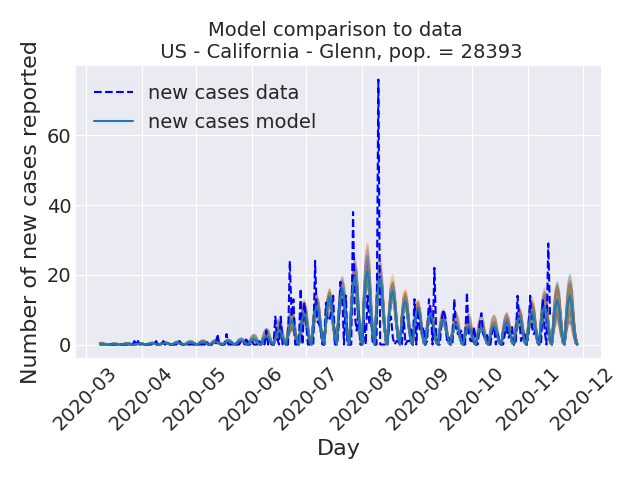 Model comparison to data
US - California - Glenn, pop. = 28393
Number of new cases reported
new cases data
new cases model
60
40
20
0
2020-03
2020-04
2020-05
2020-06
2020-07
2020-08
2020-09
2020-10
2020-11
2020-12
Day